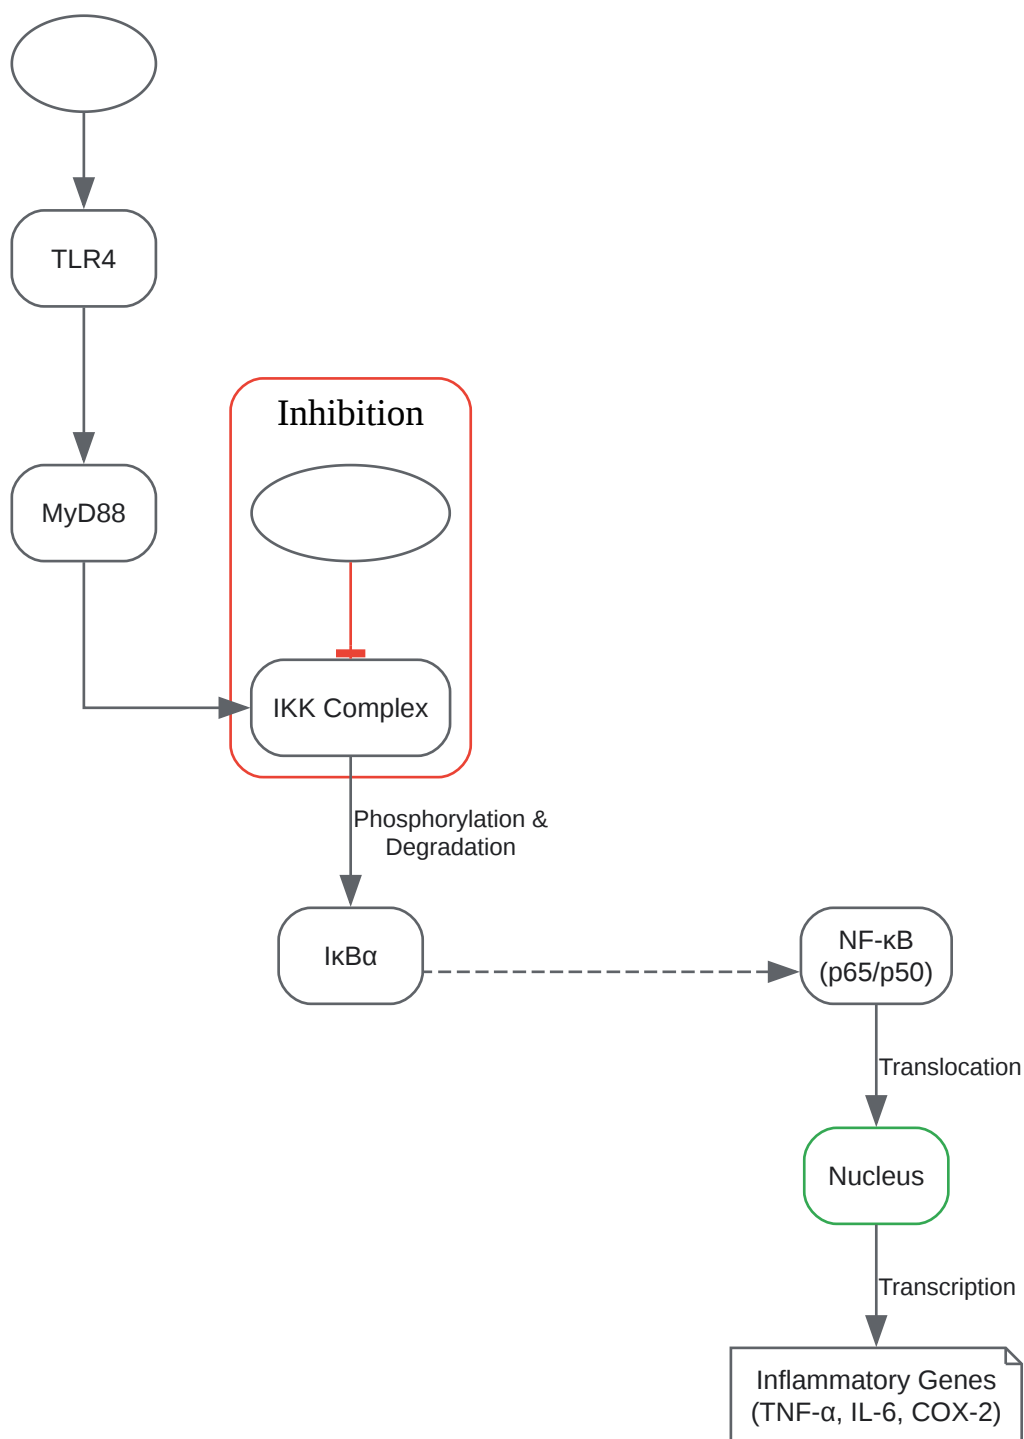 TLR4
Inhibition
MyD88
IKK Complex
Phosphorylation &
Degradation
IκBα
NF-κB
(p65/p50)
Translocation
Nucleus
Transcription
Inflammatory Genes
(TNF-α, IL-6, COX-2)